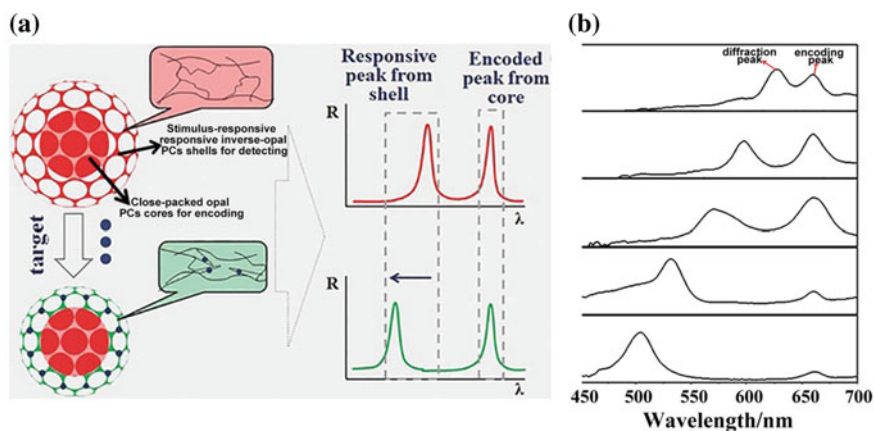 (a)
Responsive
peak from
shell
Encoded
peak from
core
Stimulus-responsive
responsive inverse-opal
PCs shells for detecting
Close-packed opal
PCs cores for encoding
target
R
λ
R
λ
(b)
diffraction
peak
encoding
peak
450 500 550 600 650 700
Wavelength/nm